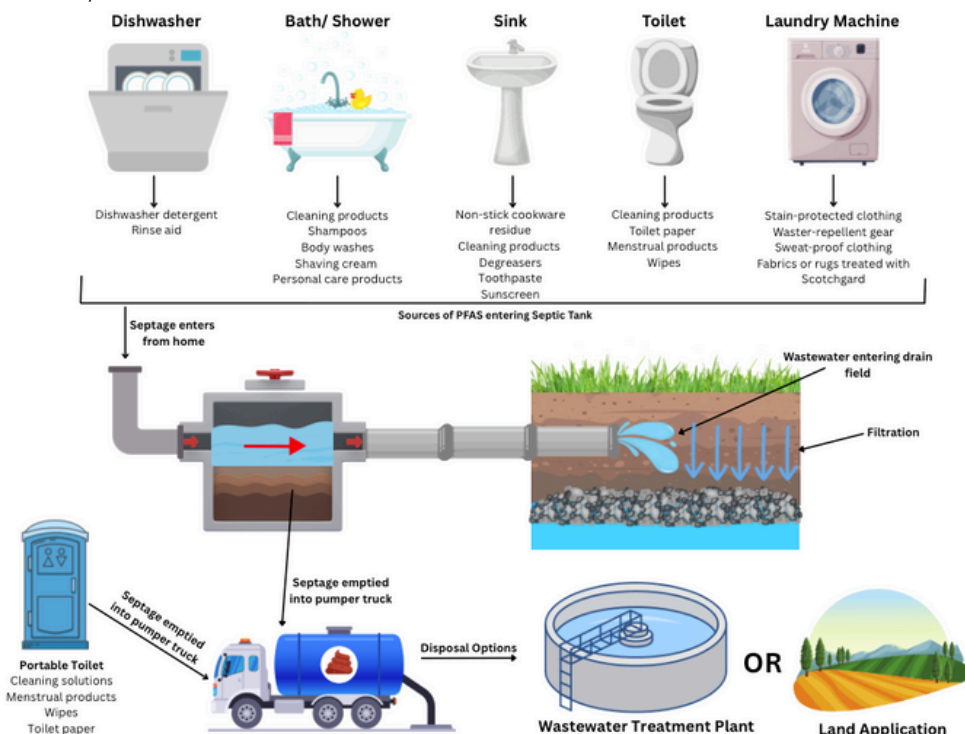 Dishwasher
Bath/ Shower
Sink
Toilet
Laundry Machine
Dishwasher detergent
Rinse aid
Cleaning products
Shampoos
Body washes
Shaving cream
Personal care products
Non-stick cookware
residue
Cleaning products
Degreasers
Toothpaste
Sunscreen
Cleaning products
Toilet paper
Menstrual products
Wipes
Stain-protected clothing
Waster-repellent gear
Sweat-proof clothing
Fabrics or rugs treated with
Scotchgard
Sources of PFAS entering Septic Tank
Septage enters
from home
Wastewater entering drain
field
Filtration
Septage emptied
into pumper truck
Septage emptied
into pumper truck
Portable Toilet
Cleaning solutions
Menstrual products
Wipes
Toilet paper
Disposal Options
Wastewater Treatment Plant
OR
Land Application